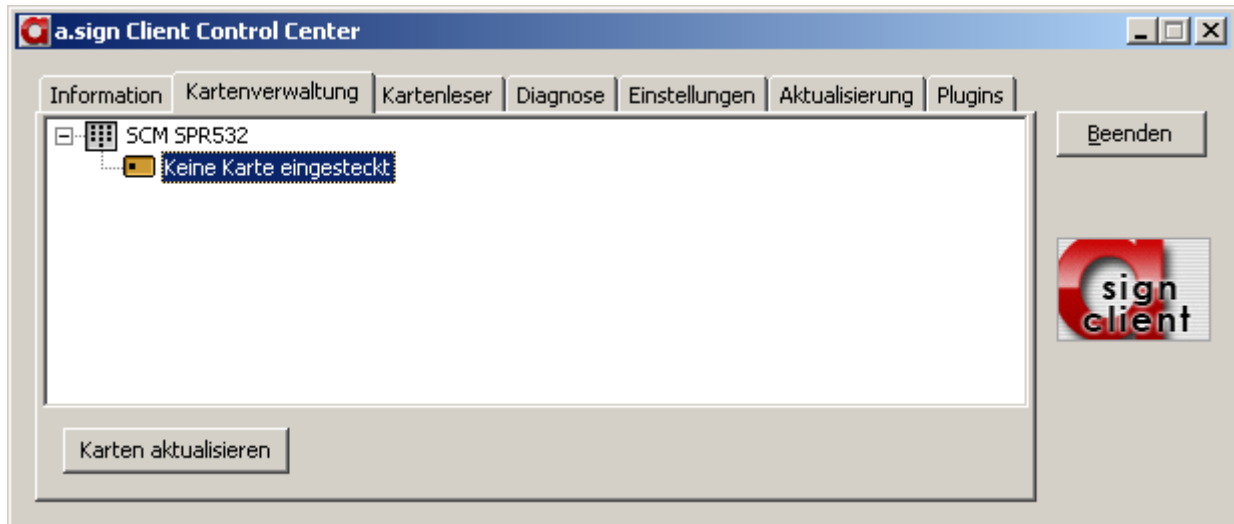 a.sign Client Control Center
Information Kartenverwaltung Kartenleser Diagnose Einstellungen Aktualisierung Plugins
SCM SPR532
Keine Karte eingesteckt
Beenden
sign
client
Karten aktualisieren